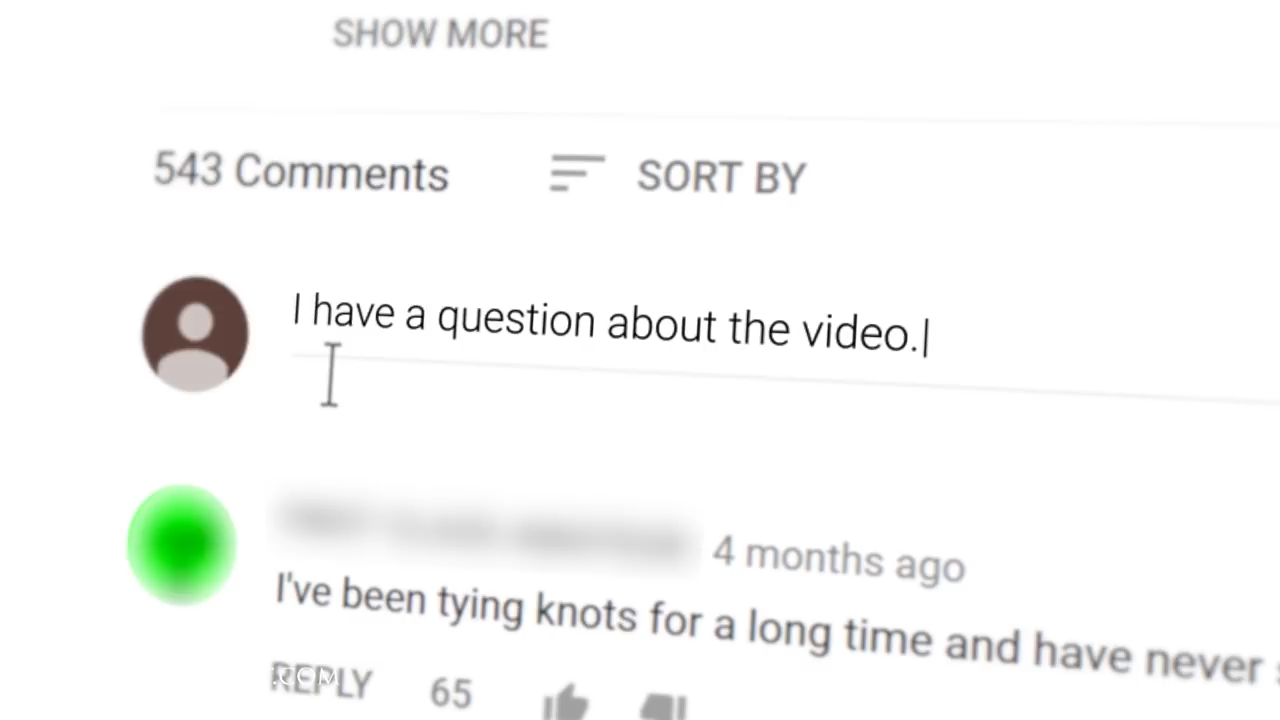 SHOW MORE
543 Comments
SORT BY
I have a question about the video.
4 months ago
I've been tying knots for a long time and have never
REPLY
.COM
65